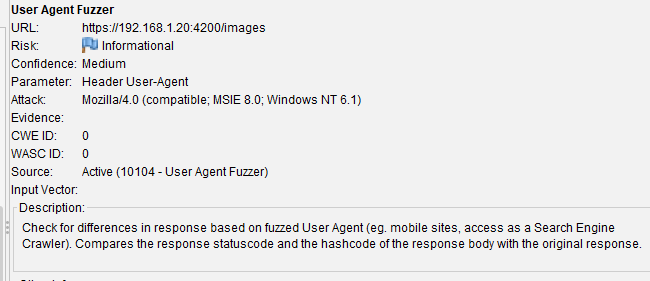 User Agent Fuzzer
URL: https://192.168.1.20:4200/images
Risk: Informational
Confidence: Medium
Parameter: Header User-Agent
Attack: Mozilla/4.0 (compatible; MSIE 8.0; Windows NT 6.1)
Evidence:
CWE ID: 0
WASC ID: 0
Source: Active (10104 - User Agent Fuzzer)
Input Vector:
Description:
Check for differences in response based on fuzzed User Agent (eg. mobile sites, access as a Search Engine
Crawler). Compares the response statuscode and the hashcode of the response body with the original response.